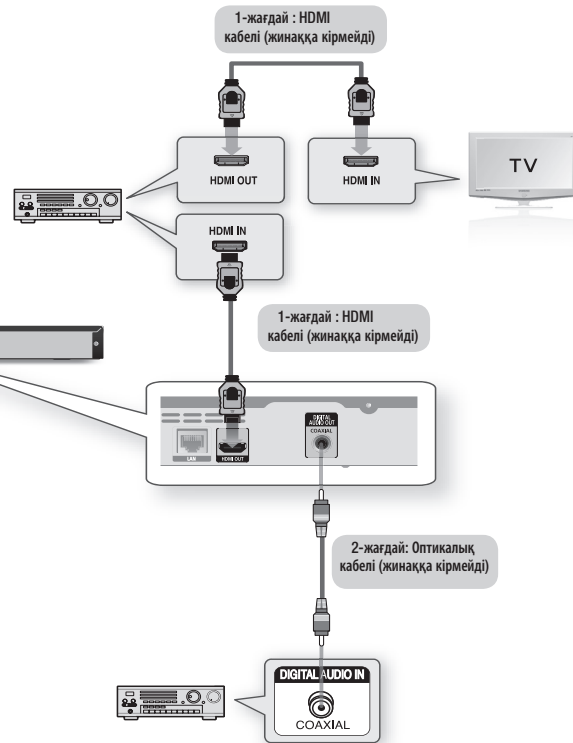 1-жағдай : HDMI
кабелі (жинаққа кірмейді)
HDMI OUT
HDMI IN
TV
HDMI IN
1-жағдай : HDMI
кабелі (жинаққа кірмейді)
LAN
HDMI OUT
DIGITAL
AUDIO OUT
COAXIAL
2-жағдай: Оптикалық
кабелі (жинаққа кірмейді)
DIGITAL AUDIO IN
COAXIAL